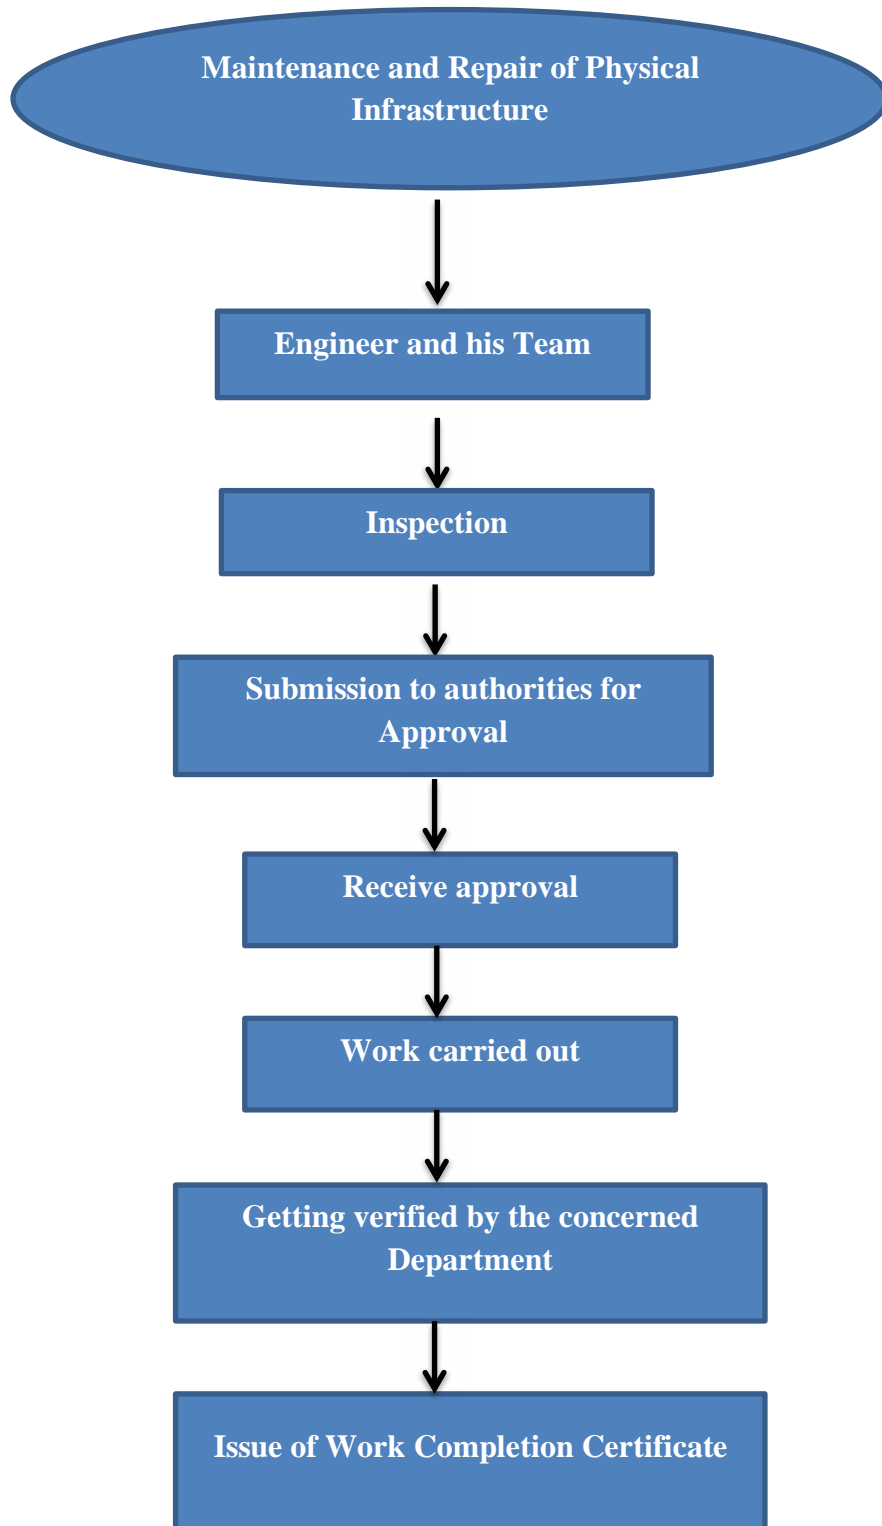 Maintenance and Repair of Physical
Infrastructure
Engineer and his Team
Inspection
Submission to authorities for
Approval
Receive approval
Work carried out
Getting verified by the concerned
Department
Issue of Work Completion Certificate